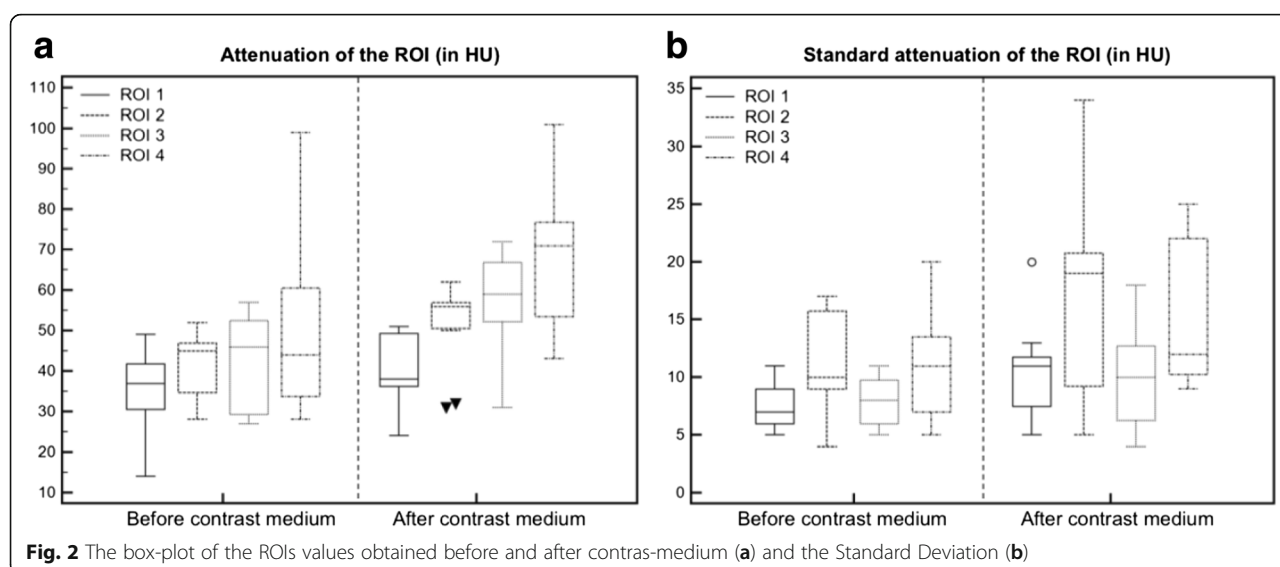 a
Attenuation of the ROI (in HU)
110
100
90
80
70
60
50
40
30
20
10
ROI 1
ROI 2
ROI 3
ROI 4
Before contrast medium
After contrast medium
b
Standard attenuation of the ROI (in HU)
35
30
25
20
15
10
5
0
ROI 1
ROI 2
ROI 3
ROI 4
Before contrast medium
After contrast medium
Fig. 2 The box-plot of the ROIs values obtained before and after contras-medium (a) and the Standard Deviation (b)